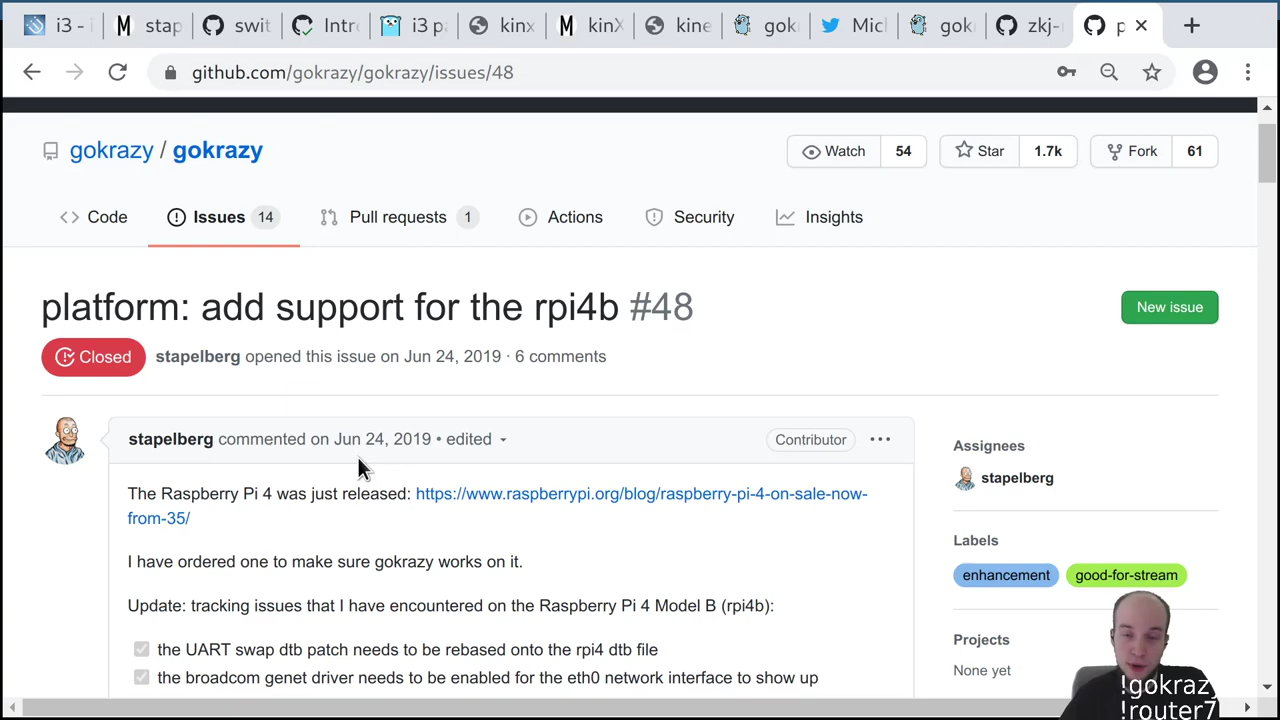 i3 - i
stap
swit
Intr
i3 p
kinx
kinX
kine
gok
Mich
gok
zkj-
p
github.com/gokrazy/gokrazy/issues/48
gokrazy / gokrazy
Watch 54
Star 1.7k
Fork 61
Code
Issues 14
Pull requests 1
Actions
Security
Insights
platform: add support for the rpi4b #48
New issue
Closed
stapelberg opened this issue on Jun 24, 2019 · 6 comments
stapelberg commented on Jun 24, 2019 • edited
Contributor
The Raspberry Pi 4 was just released: https://www.raspberrypi.org/blog/raspberry-pi-4-on-sale-now-
from-35/
I have ordered one to make sure gokrazy works on it.
Update: tracking issues that I have encountered on the Raspberry Pi 4 Model B (rpi4b):
the UART swap dtb patch needs to be rebased onto the rpi4 dtb file
the broadcom genet driver needs to be enabled for the eth0 network interface to show up
Assignees
stapelberg
Labels
enhancement
good-for-stream
Projects
None yet
!gokrazy
!router7